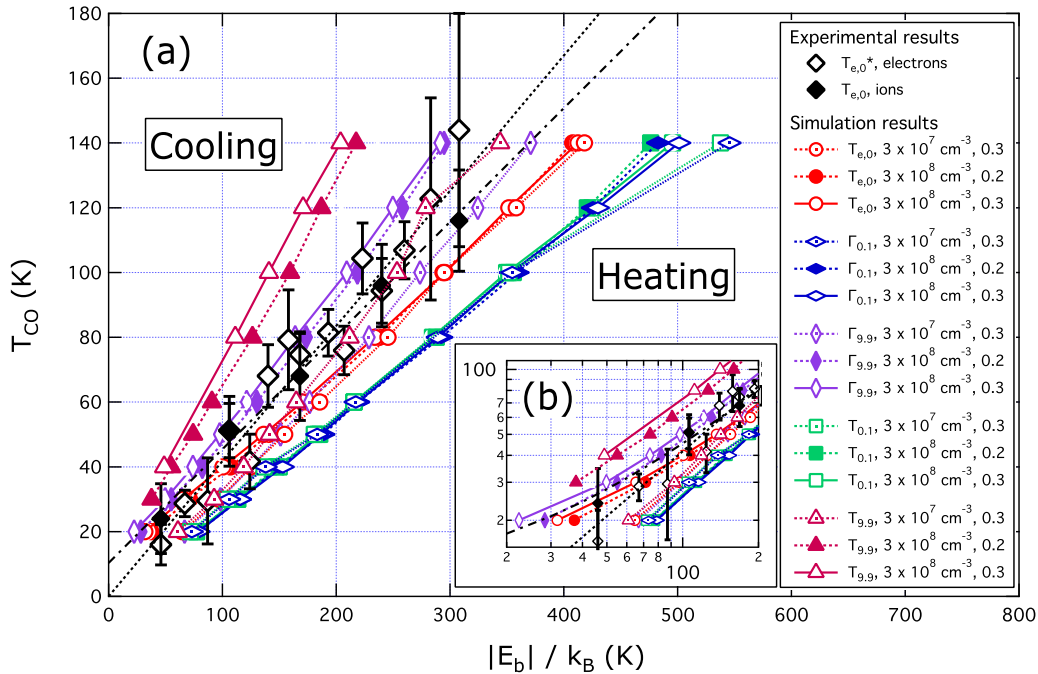 (a)
Cooling
Heating
180
160
140
120
100
80
60
40
20
0
T_CO (K)
0 100 200 300 400 500 600 700 800
|E_b| / k_B (K)
Experimental results
T_e,0*, electrons
T_e,0, ions
Simulation results
T_e,0, 3 x 10^7 cm^-3, 0.3
T_e,0, 3 x 10^8 cm^-3, 0.2
T_e,0, 3 x 10^8 cm^-3, 0.3
Γ_0.1, 3 x 10^7 cm^-3, 0.3
Γ_0.1, 3 x 10^8 cm^-3, 0.2
Γ_0.1, 3 x 10^8 cm^-3, 0.3
Γ_9.9, 3 x 10^7 cm^-3, 0.3
Γ_9.9, 3 x 10^8 cm^-3, 0.2
Γ_9.9, 3 x 10^8 cm^-3, 0.3
T_0.1, 3 x 10^7 cm^-3, 0.3
T_0.1, 3 x 10^8 cm^-3, 0.2
T_0.1, 3 x 10^8 cm^-3, 0.3
T_9.9, 3 x 10^7 cm^-3, 0.3
T_9.9, 3 x 10^8 cm^-3, 0.2
T_9.9, 3 x 10^8 cm^-3, 0.3
(b)
100
7
6
5
4
3
2
2 3 4 5 6 7 8 2
100